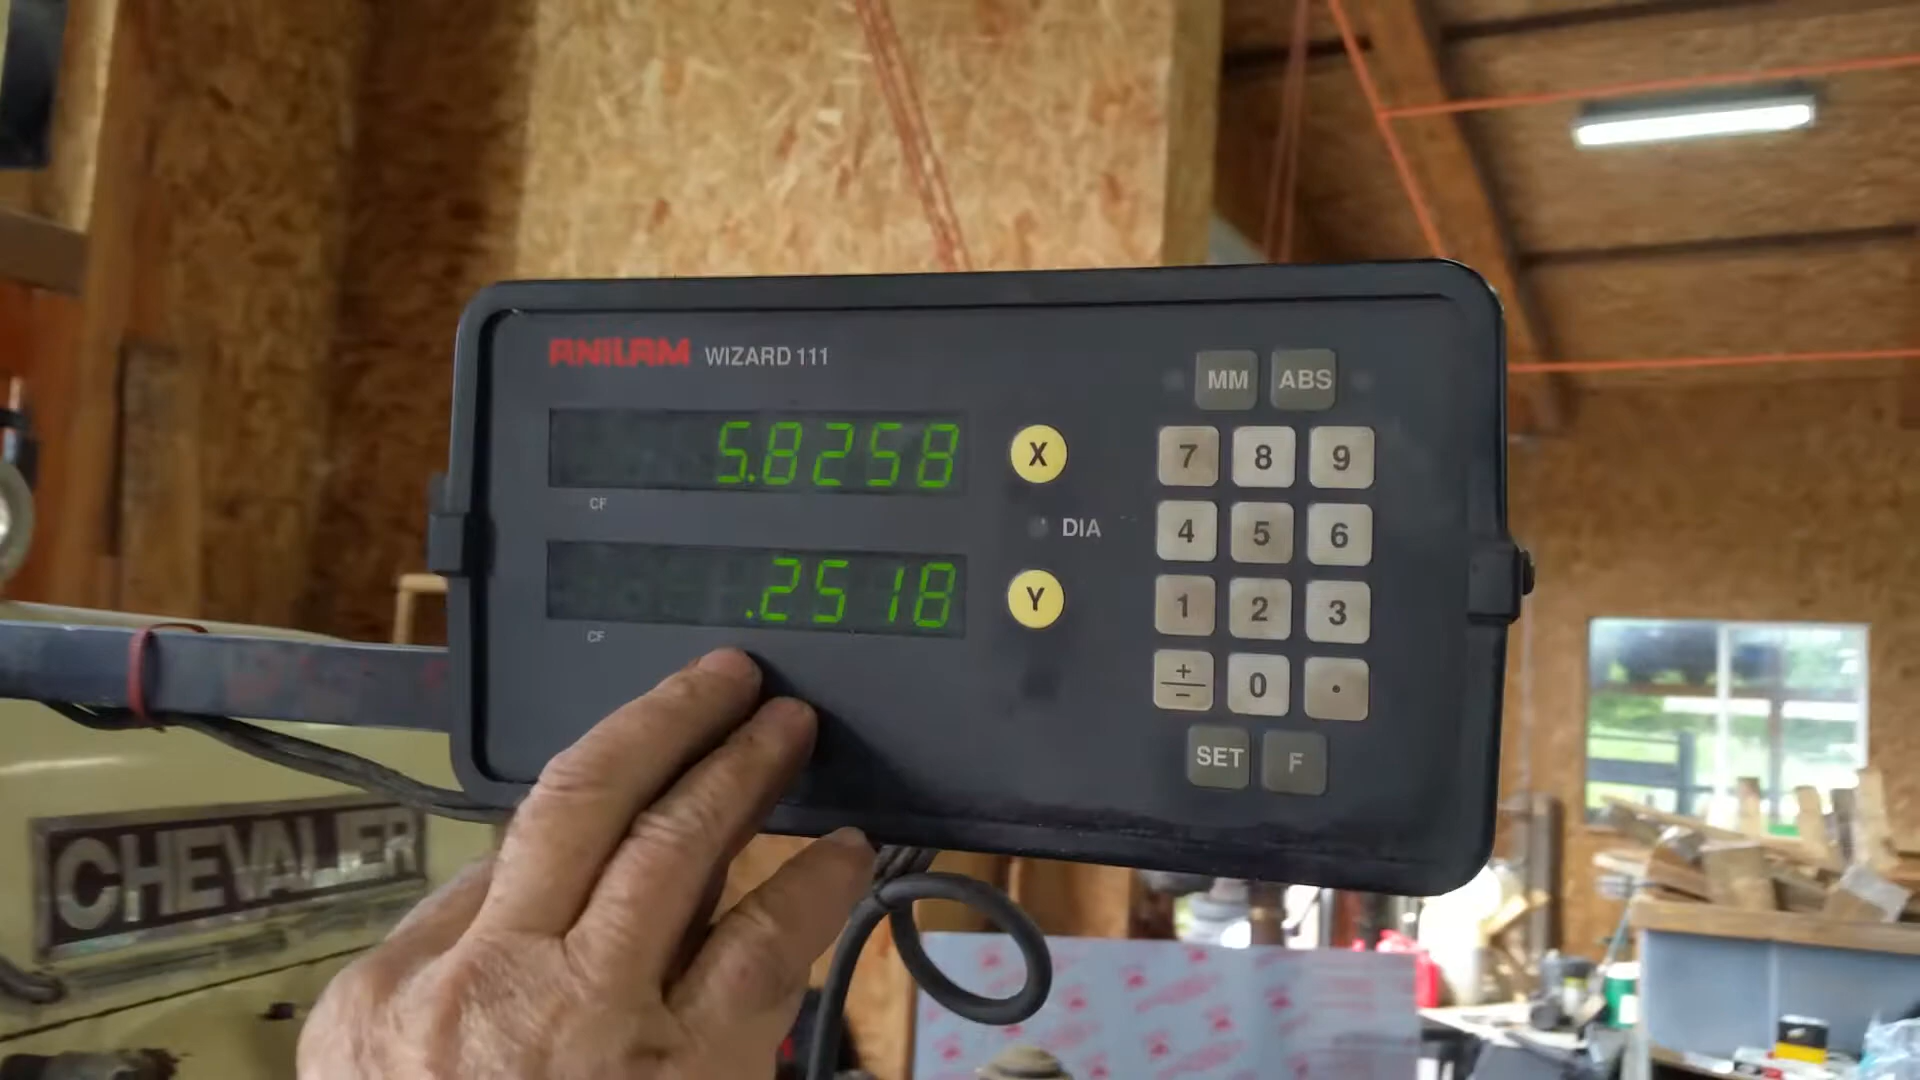 ANILAM WIZARD 111
MM ABS
5.8258
X
7 8 9
CF
DIA
4 5 6
.2518
Y
1 2 3
CF
+
− 0 .
SET F
CHEVALIER